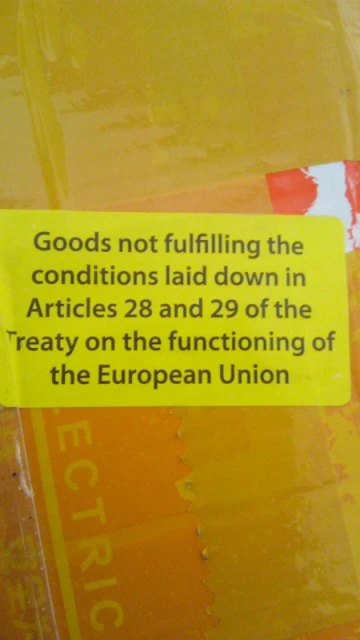 Goods not fulfilling the
conditions laid down in
Articles 28 and 29 of the
Treaty on the functioning of
the European Union
ECTRIC